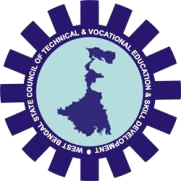 WEST BENGAL STATE COUNCIL OF TECHNICAL & VOCATIONAL EDUCATION & SKILL DEVELOPMENT